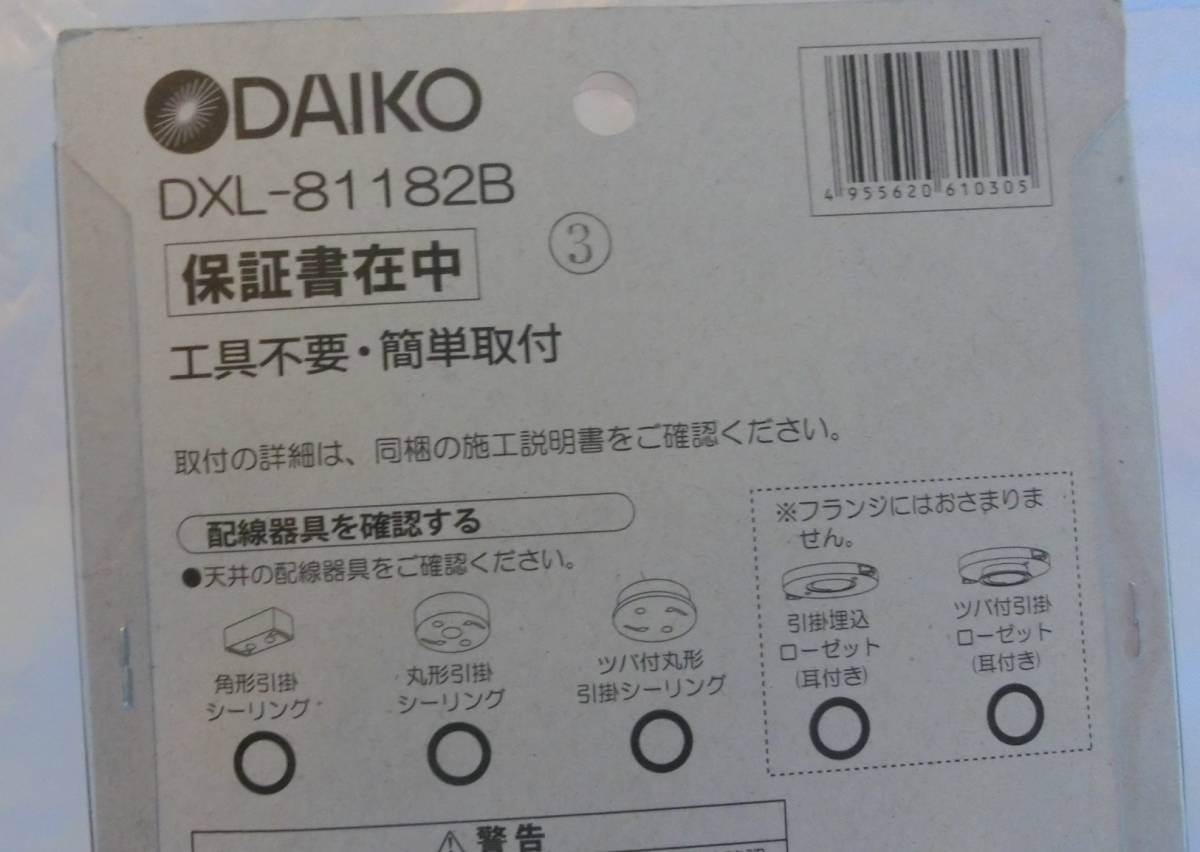 DAIKO
4 955620 610305
DXL-81182B
保証書在中
③
工具不要・簡単取付
取付の詳細は、同梱の施工説明書をご確認ください。
配線器具を確認する
●天井の配線器具をご確認ください。
角形引掛
シーリング
丸形引掛
シーリング
ツバ付丸形
引掛シーリング
※フランジにはおさまりま
せん。
引掛埋込
ローゼット
(耳付き)
ツバ付引掛
ローゼット
(耳付き)
⚠警告